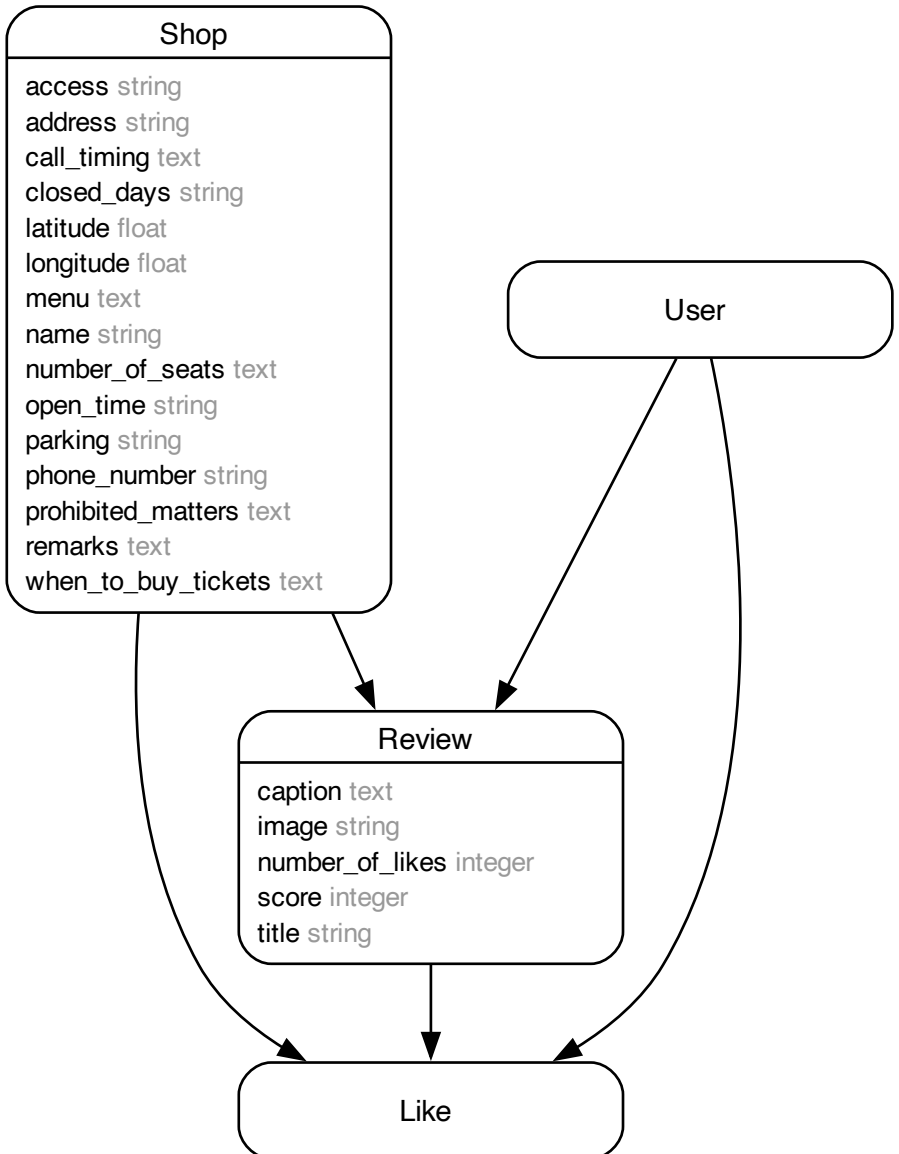 Shop
access string
address string
call_timing text
closed_days string
latitude float
longitude float
menu text
name string
number_of_seats text
open_time string
parking string
phone_number string
prohibited_matters text
remarks text
when_to_buy_tickets text
User
Review
caption text
image string
number_of_likes integer
score integer
title string
Like